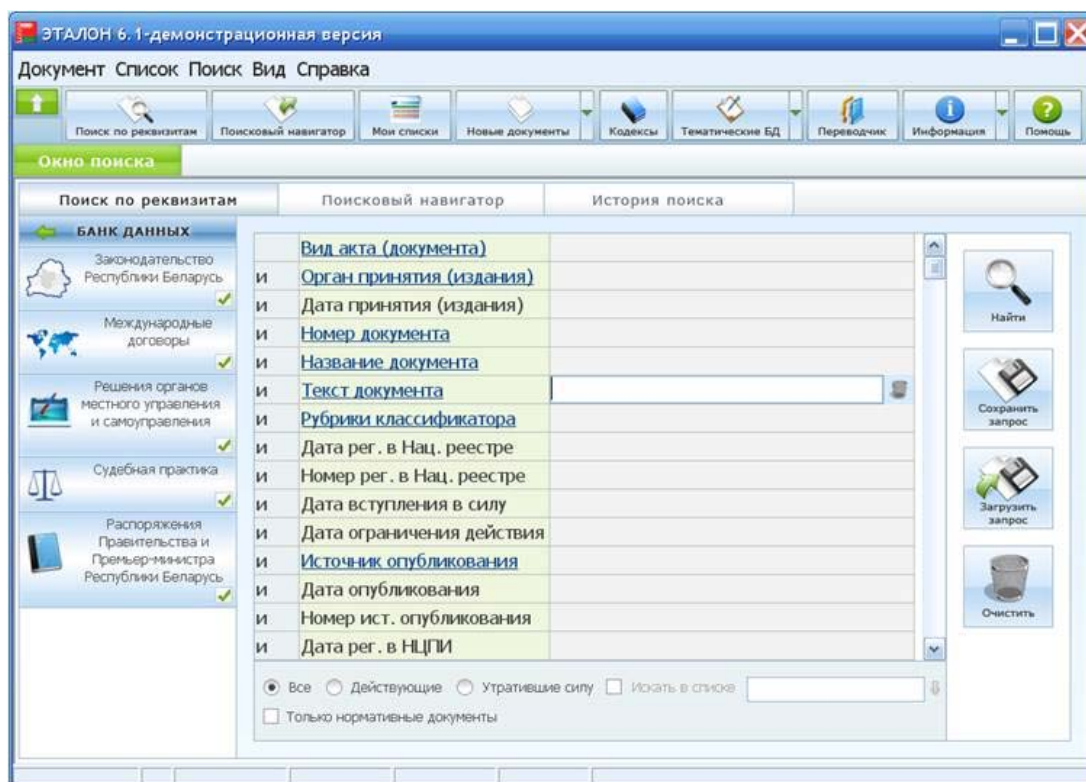 ЭТАЛОН 6.1-демонстрационная версия
Документ Список Поиск Вид Справка
Поиск по реквизитам Поисковый навигатор Мои списки Новые документы Кодексы Тематические БД Переводчик Информация Помощь
Окно поиска
Поиск по реквизитам Поисковый навигатор История поиска
БАНК ДАННЫХ
Законодательство
Республики Беларусь
Международные
договоры
Решения органов
местного управления
и самоуправления
Судебная практика
Распоряжения
Правительства и
Премьер-министра
Республики Беларусь
Вид акта (документа)
и Орган принятия (издания)
и Дата принятия (издания)
и Номер документа
и Название документа
и Текст документа
и Рубрики классификатора
и Дата рег. в Нац. реестре
и Номер рег. в Нац. реестре
и Дата вступления в силу
и Дата ограничения действия
и Источник опубликования
и Дата опубликования
и Номер ист. опубликования
и Дата рег. в НЦПИ
Все Действующие Утратившие силу Искать в списке
Только нормативные документы
Найти
Сохранить
запрос
Загрузить
запрос
Очистить